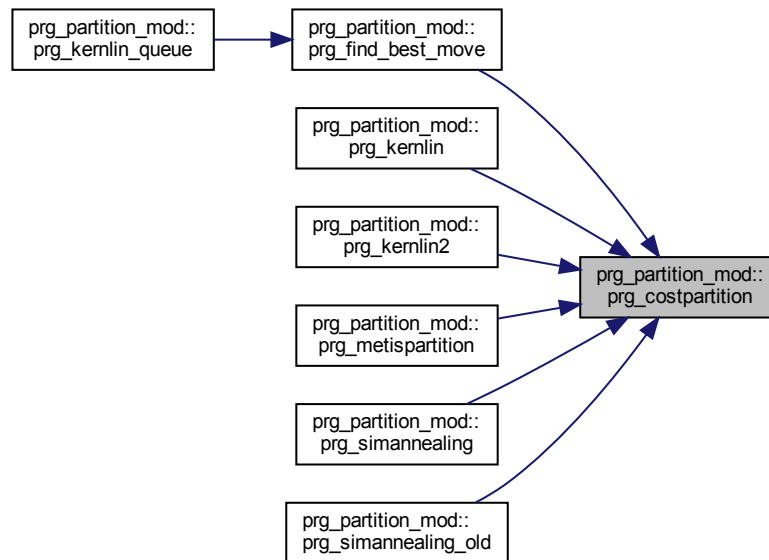 prg_partition_mod::
prg_kernlin_queue
prg_partition_mod::
prg_find_best_move
prg_partition_mod::
prg_kernlin
prg_partition_mod::
prg_kernlin2
prg_partition_mod::
prg_costpartition
prg_partition_mod::
prg_metispartition
prg_partition_mod::
prg_simannealing
prg_partition_mod::
prg_simannealing_old